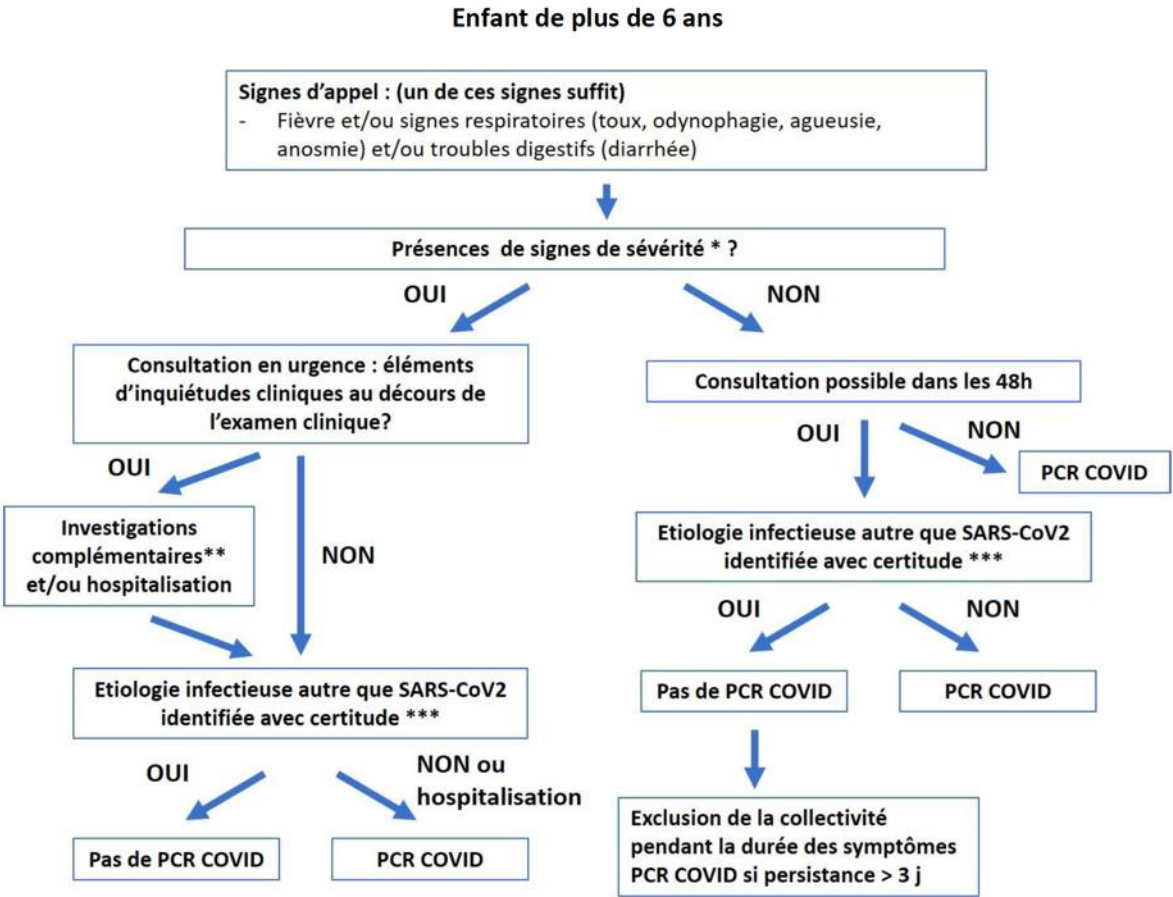 Enfant de plus de 6 ans
Signes d'appel : (un de ces signes suffit)
- Fièvre et/ou signes respiratoires (toux, odynophagie, agueusie,
anosmie) et/ou troubles digestifs (diarrhée)
Présences de signes de sévérité * ?
OUI
NON
Consultation en urgence : éléments
d'inquiétudes cliniques au décours de
l'examen clinique?
Consultation possible dans les 48h
OUI
NON
OUI
NON
PCR COVID
Investigations
complémentaires**
et/ou hospitalisation
Etiologie infectieuse autre que SARS-CoV2
identifiée avec certitude ***
OUI
NON
Etiologie infectieuse autre que SARS-CoV2
identifiée avec certitude ***
Pas de PCR COVID
PCR COVID
OUI
NON ou
hospitalisation
Pas de PCR COVID
PCR COVID
Exclusion de la collectivité
pendant la durée des symptômes
PCR COVID si persistance > 3 j